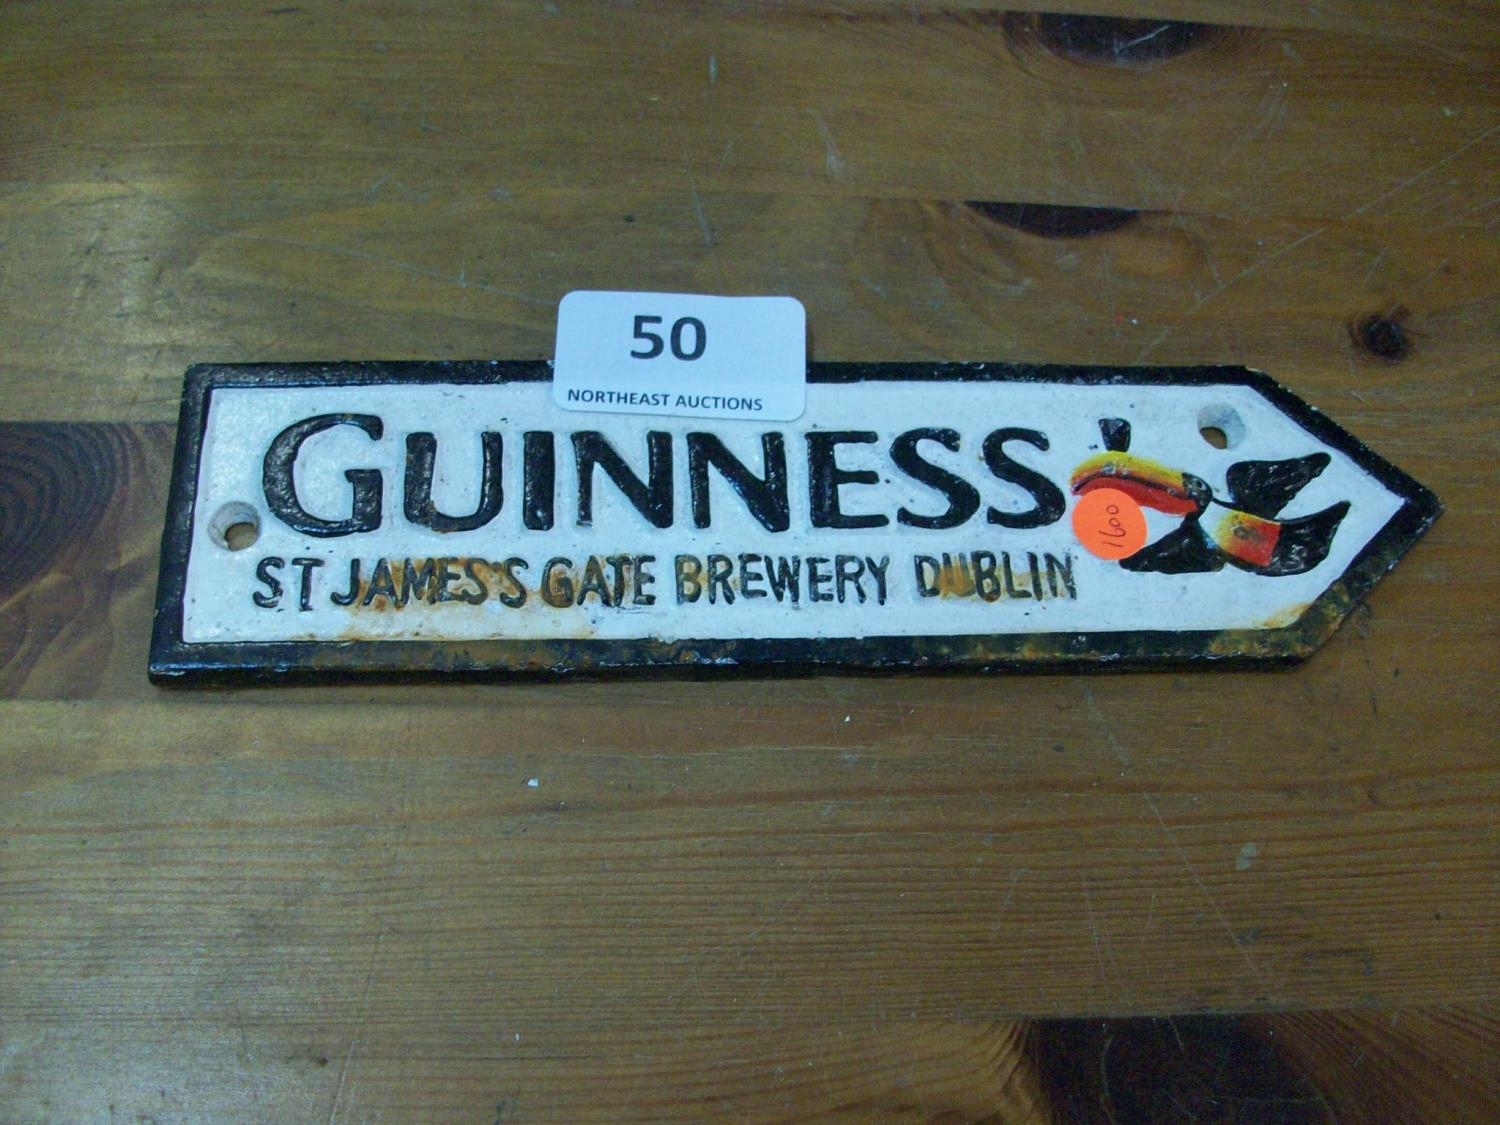 50
NORTHEAST AUCTIONS
GUINNESS
1600
ST JAMES'S GATE BREWERY DUBLIN